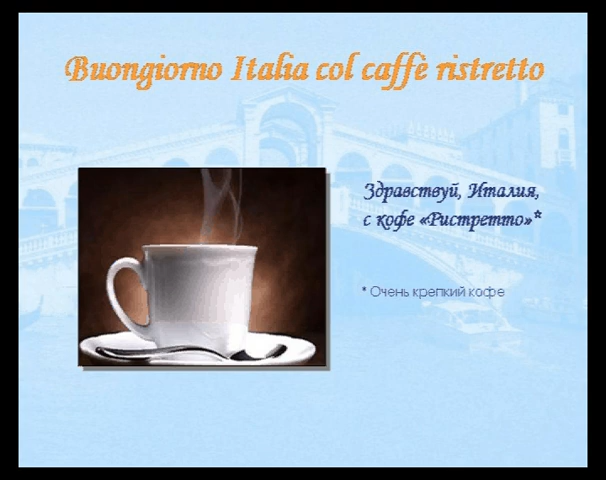 Buongiorno Italia col caffè ristretto
Здравствуй, Италия,
с кофе «Ристретто»*
* Очень крепкий кофе